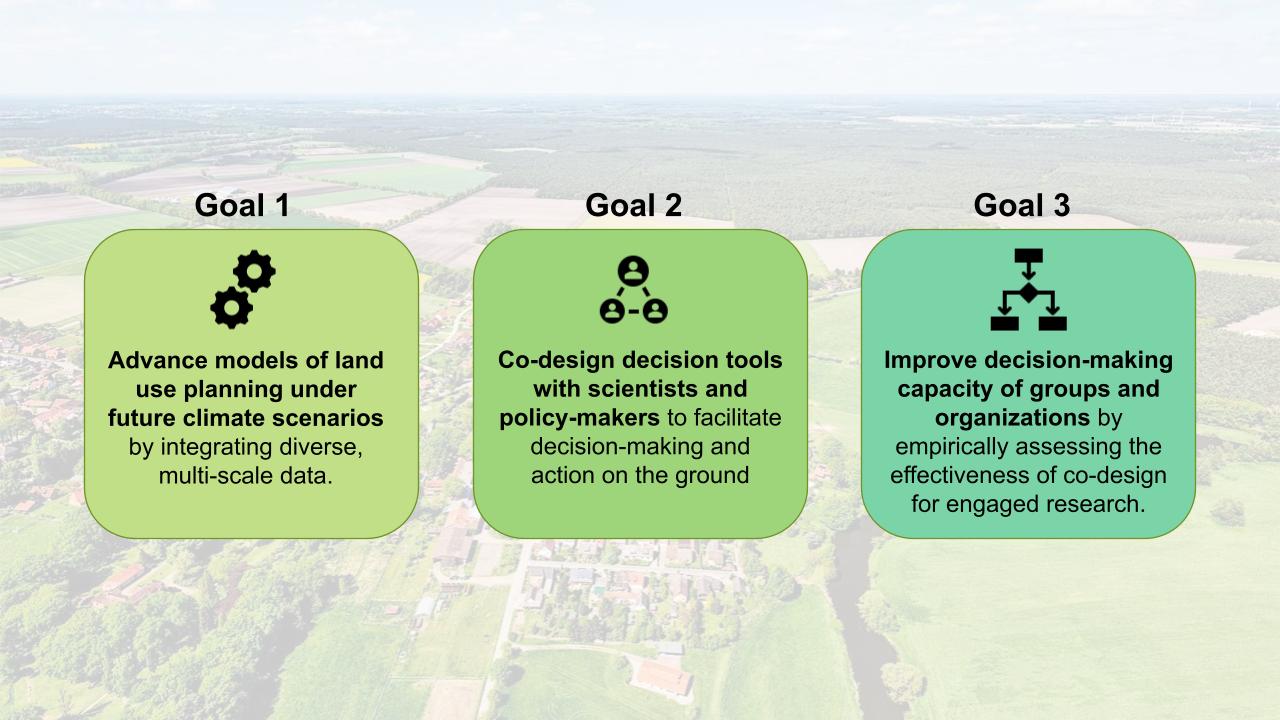 Goal 1
Advance models of land
use planning under
future climate scenarios
by integrating diverse,
multi-scale data.
Goal 2
Co-design decision tools
with scientists and
policy-makers to facilitate
decision-making and
action on the ground
Goal 3
Improve decision-making
capacity of groups and
organizations by
empirically assessing the
effectiveness of co-design
for engaged research.